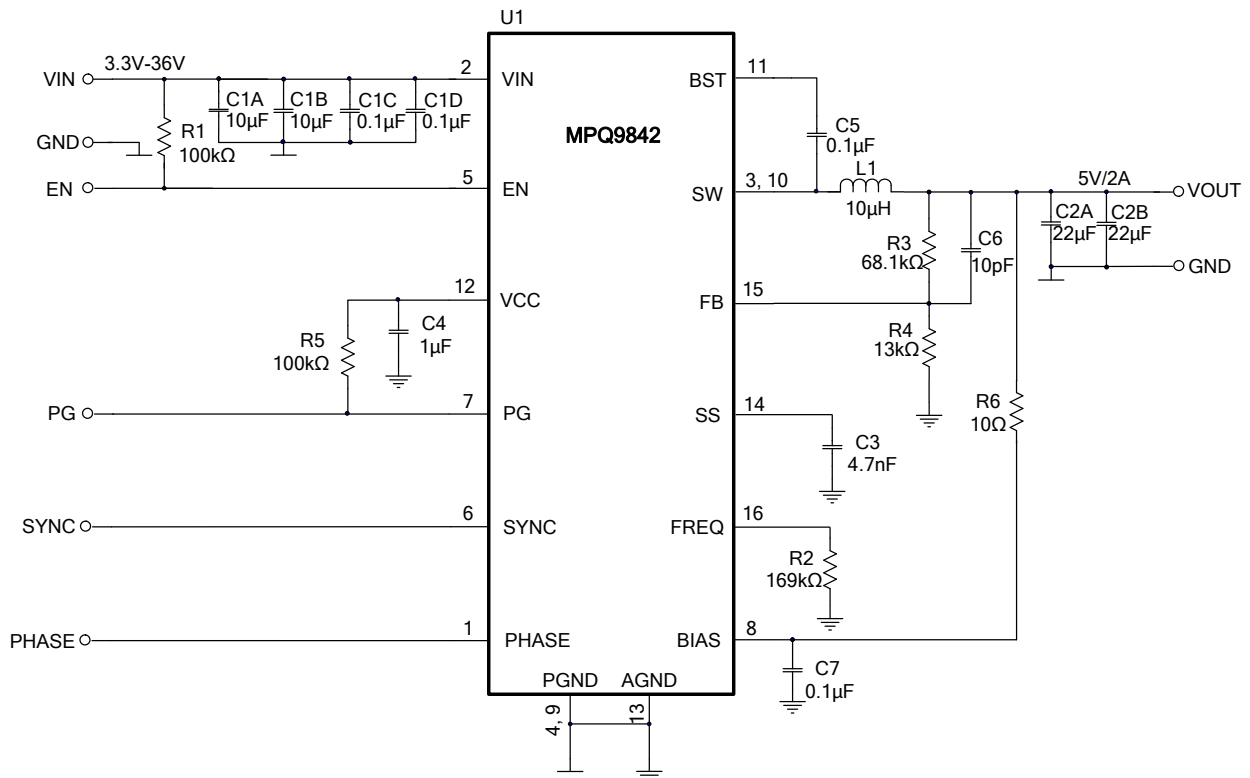 U1
MPQ9842
VIN
3.3V-36V
2
VIN
C1A
10µF
C1B
10µF
C1C
0.1µF
C1D
0.1µF
GND
R1
100kΩ
EN
5
EN
12
VCC
R5
100kΩ
C4
1µF
PG
7
PG
SYNC
6
SYNC
PHASE
1
PHASE
PGND
AGND
4, 9
13
BST
11
C5
0.1µF
SW
3, 10
L1
10µH
5V/2A
VOUT
R3
68.1kΩ
C6
10pF
C2A
22µF
C2B
22µF
GND
FB
15
R4
13kΩ
R6
10Ω
SS
14
C3
4.7nF
FREQ
16
R2
169kΩ
BIAS
8
C7
0.1µF